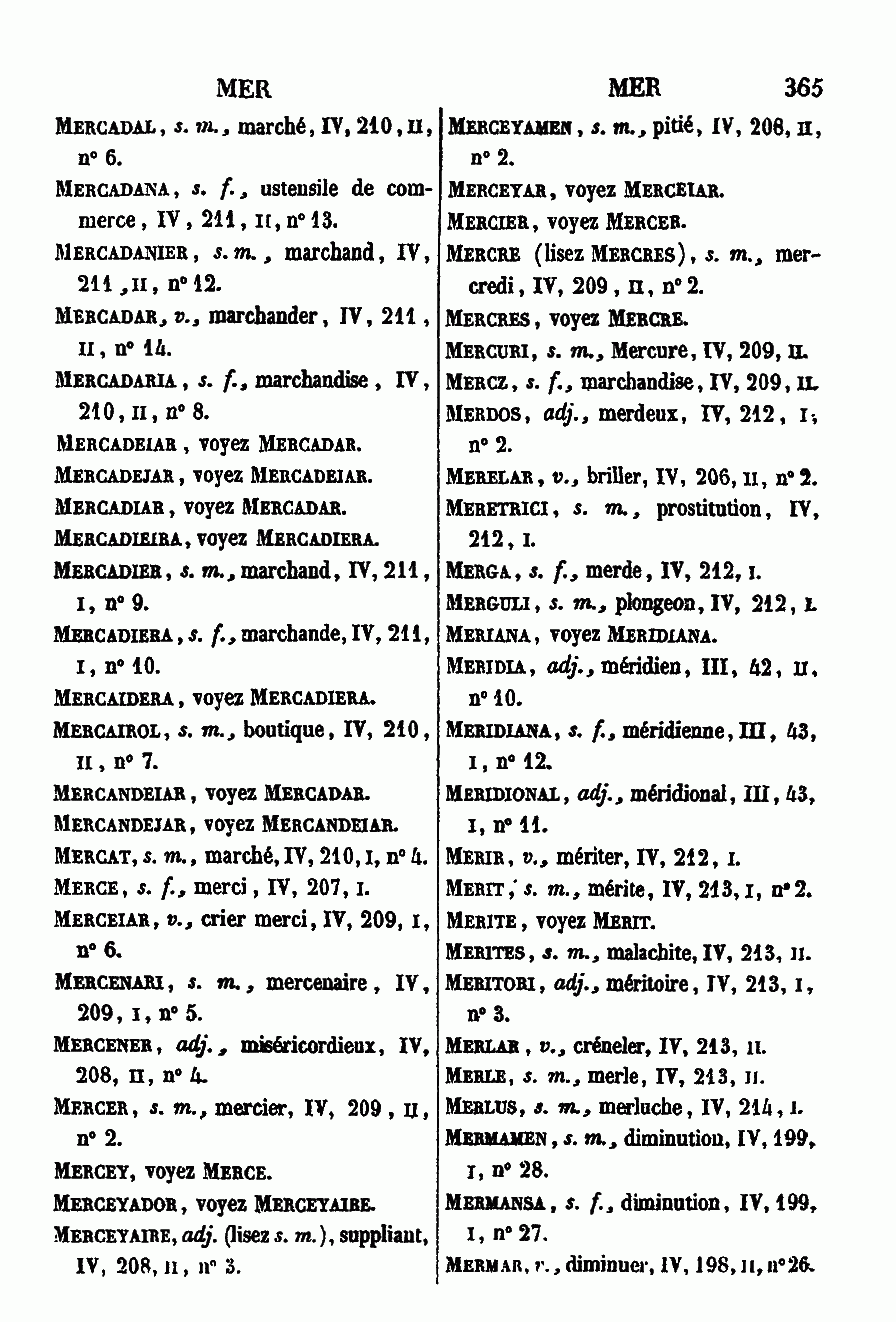 MER
MER 365
MERCADAL, s. m., marché, IV, 210, II,
n° 6.
MERCADANA, s. f., ustensile de com-
merce, IV, 211, II, n° 13.
MERCADANIER, s. m., marchand, IV,
211, II, n° 12.
MERCADAR, v., marchander, IV, 211,
II, n° 14.
MERCADARIA, s. f., marchandise, IV,
210, II, n° 8.
MERCADEIAR, voyez MERCADAR.
MERCADEJAR, voyez MERCADEIAR.
MERCADIAR, voyez MERCADAR.
MERCADIEIRA, voyez MERCADIERA.
MERCADIER, s. m., marchand, IV, 211,
I, n° 9.
MERCADIERA, s. f., marchande, IV, 211,
I, n° 10.
MERCAIDERA, voyez MERCADIERA.
MERCAIROL, s. m., boutique, IV, 210,
II, n° 7.
MERCANDEIAR, voyez MERCADAR.
MERCANDEJAR, voyez MERCANDEIAR.
MERCAT, s. m., marché, IV, 210, I, n° 4.
MERCE, s. f., merci, IV, 207, I.
MERCEIAR, v., crier merci, IV, 209, I,
n° 6.
MERCENARI, s. m., mercenaire, IV,
209, I, n° 5.
MERCENER, adj., miséricordieux, IV,
208, II, n° 4.
MERCER, s. m., mercier, IV, 209, II,
n° 2.
MERCEY, voyez MERCE.
MERCEYADOR, voyez MERCEYAIRE.
MERCEYAIRE, adj. (lisez s. m.), suppliant,
IV, 208, II, n° 3.
MERCEYAMEN, s. m., pitié, IV, 208, II,
n° 2.
MERCEYAR, voyez MERCEIAR.
MERCIER, voyez MERCER.
MERCRE (lisez MERCRES), s. m., mer-
credi, IV, 209, II, n° 2.
MERCRES, voyez MERCRE.
MERCURI, s. m., Mercure, IV, 209, II.
MERCZ, s. f., marchandise, IV, 209, II.
MERDOS, adj., merdeux, IV, 212, I,
n° 2.
MERELAR, v., briller, IV, 206, II, n° 2.
MERETRICI, s. m., prostitution, IV,
212, I.
MERGA, s. f., merde, IV, 212, I.
MERGULI, s. m., plongeon, IV, 212, I.
MERIANA, voyez MERIDIANA.
MERIDIA, adj., méridien, III, 42, II,
n° 10.
MERIDIANA, s. f., méridienne, III, 43,
I, n° 12.
MERIDIONAL, adj., méridional, III, 43,
I, n° 11.
MERIR, v., mériter, IV, 212, I.
MERIT, s. m., mérite, IV, 213, I, n° 2.
MERITE, voyez MERIT.
MERITES, s. m., malachite, IV, 213, II.
MERITORI, adj., méritoire, IV, 213, I,
n° 3.
MERLAR, v., créneler, IV, 213, II.
MERLE, s. m., merle, IV, 213, II.
MERLUS, s. m., merluche, IV, 214, I.
MERMAMEN, s. m., diminution, IV, 199,
I, n° 28.
MERMANSA, s. f., diminution, IV, 199,
I, n° 27.
MERMAR, v., diminuer, IV, 198, II, n° 26.